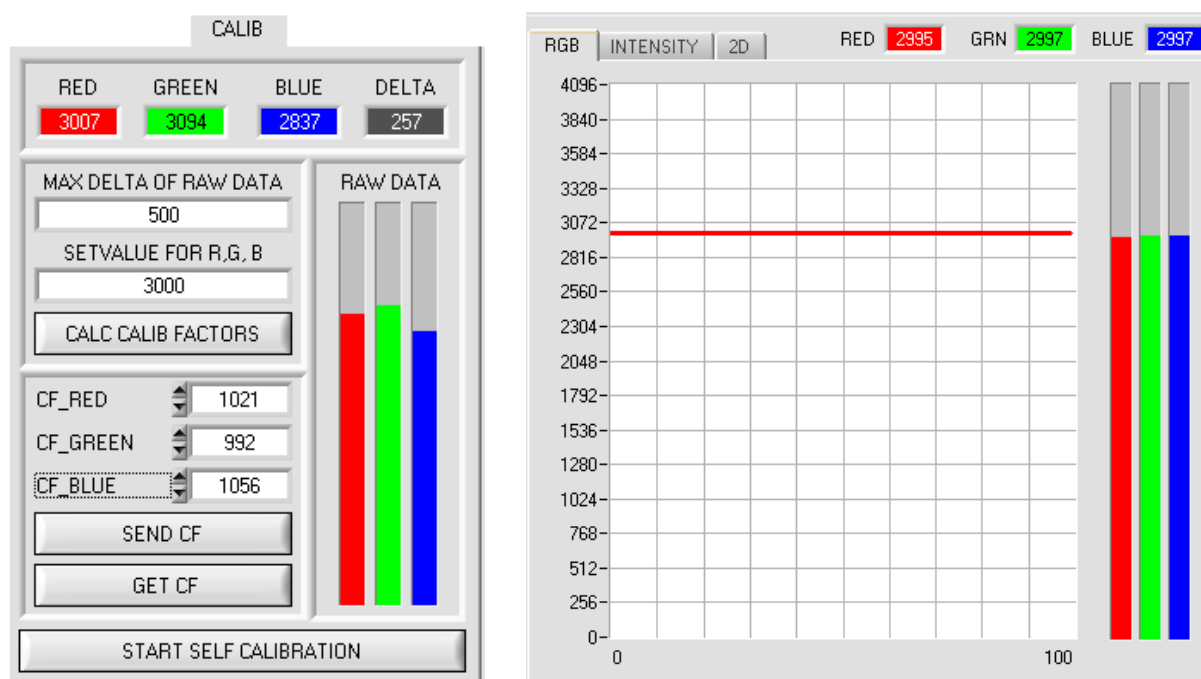 CALIB
RED GREEN BLUE DELTA
3007 3094 2837 257
MAX DELTA OF RAW DATA
500
SETVALUE FOR R,G, B
3000
CALC CALIB FACTORS
RAW DATA
CF_RED 1021
CF_GREEN 992
CF_BLUE 1056
SEND CF
GET CF
START SELF CALIBRATION
RGB INTENSITY 2D
RED 2995 GRN 2997 BLUE 2997
4096
3840
3584
3328
3072
2816
2560
2304
2048
1792
1536
1280
1024
768
512
256
0
0 100